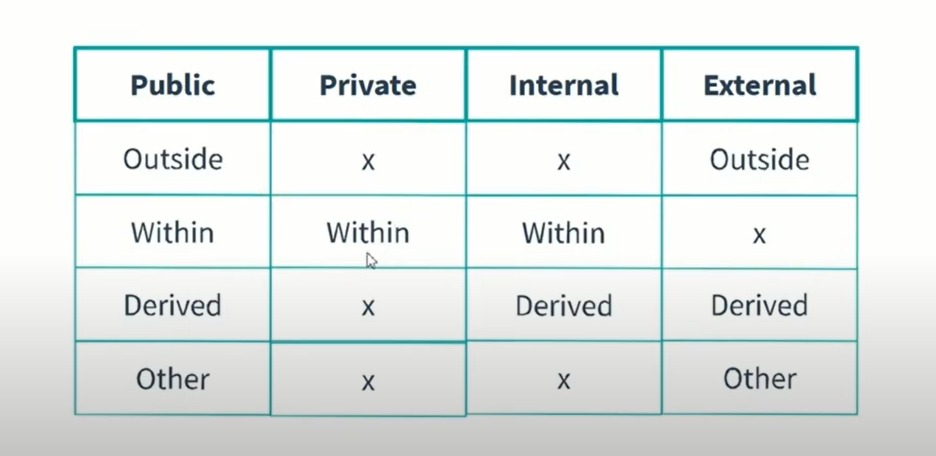 Public Private Internal External
Outside x x Outside
Within Within Within x
Derived x Derived Derived
Other x x Other